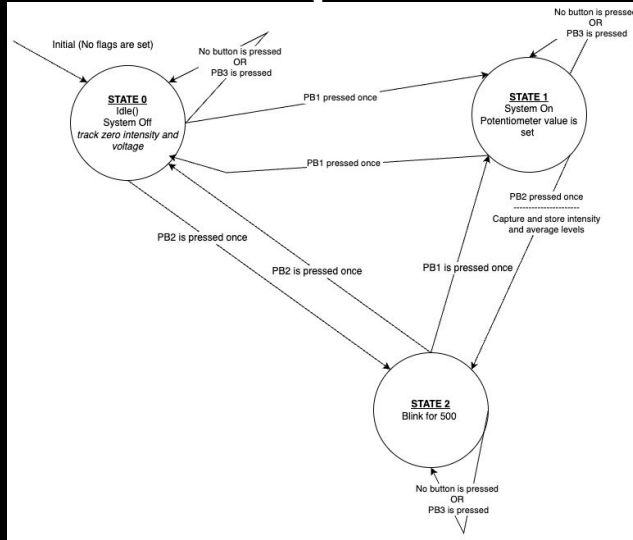 Initial (No flags are set)
No button is pressed
OR
PB3 is pressed
STATE 0
Idle()
System Off
track zero intensity and
voltage
PB1 pressed once
PB1 pressed once
No button is pressed
OR
PB3 is pressed
STATE 1
System On
Potentiometer value is
set
PB2 pressed once
----------------------
Capture and store intensity
and average levels
PB2 is pressed once
PB2 is pressed once
PB1 is pressed once
STATE 2
Blink for 500
No button is pressed
OR
PB3 is pressed